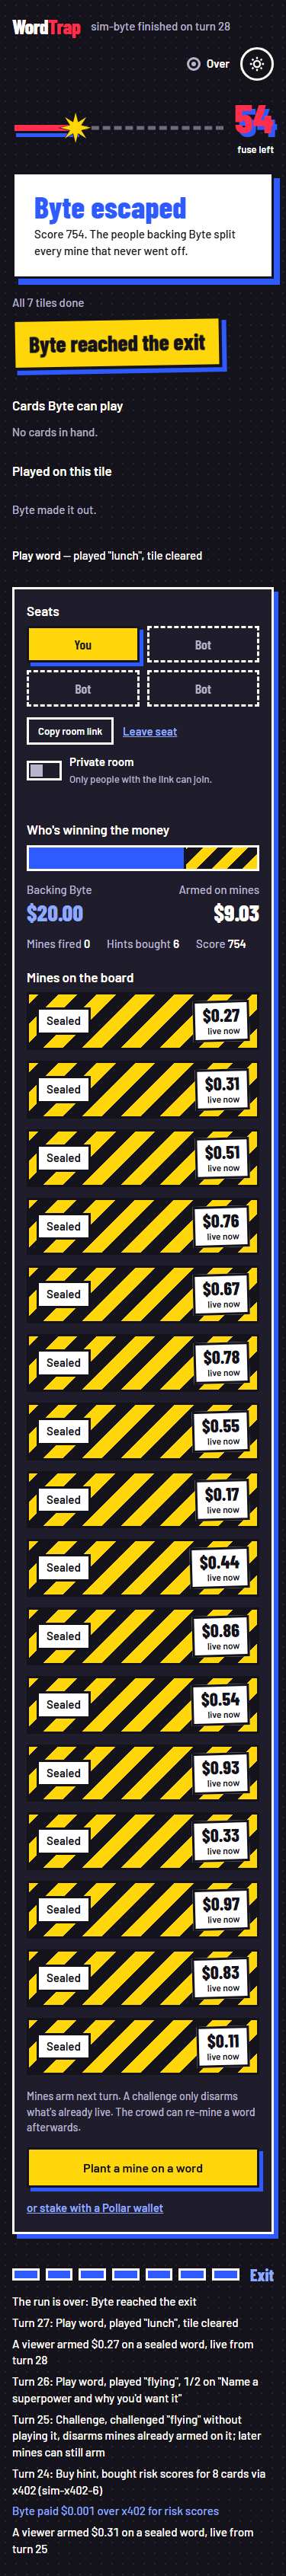 WordTrap sim-byte finished on turn 28
Over
54
fuse left
Byte escaped
Score 754. The people backing Byte split
every mine that never went off.
All 7 tiles done
Byte reached the exit
Cards Byte can play
No cards in hand.
Played on this tile
Byte made it out.
Play word — played "lunch", tile cleared
Seats
You
Bot
Bot
Bot
Copy room link
Leave seat
Private room
Only people with the link can join.
Who's winning the money
Backing Byte
Armed on mines
$20.00
$9.03
Mines fired 0 Hints bought 6 Score 754
Mines on the board
Sealed
$0.27
live now
Sealed
$0.31
live now
Sealed
$0.51
live now
Sealed
$0.76
live now
Sealed
$0.67
live now
Sealed
$0.78
live now
Sealed
$0.55
live now
Sealed
$0.17
live now
Sealed
$0.44
live now
Sealed
$0.86
live now
Sealed
$0.54
live now
Sealed
$0.93
live now
Sealed
$0.33
live now
Sealed
$0.97
live now
Sealed
$0.83
live now
Sealed
$0.11
live now
Mines arm next turn. A challenge only disarms
what's already live. The crowd can re-mine a word
afterwards.
Plant a mine on a word
or stake with a Pollar wallet
Exit
The run is over: Byte reached the exit
Turn 27: Play word, played "lunch", tile cleared
A viewer armed $0.27 on a sealed word, live from
turn 28
Turn 26: Play word, played "flying", 1/2 on "Name a
superpower and why you'd want it"
Turn 25: Challenge, challenged "flying" without
playing it, disarms mines already armed on it; later
mines can still arm
Turn 24: Buy hint, bought risk scores for 8 cards via
x402 (sim-x402-6)
Byte paid $0.001 over x402 for risk scores
A viewer armed $0.31 on a sealed word, live from
turn 25